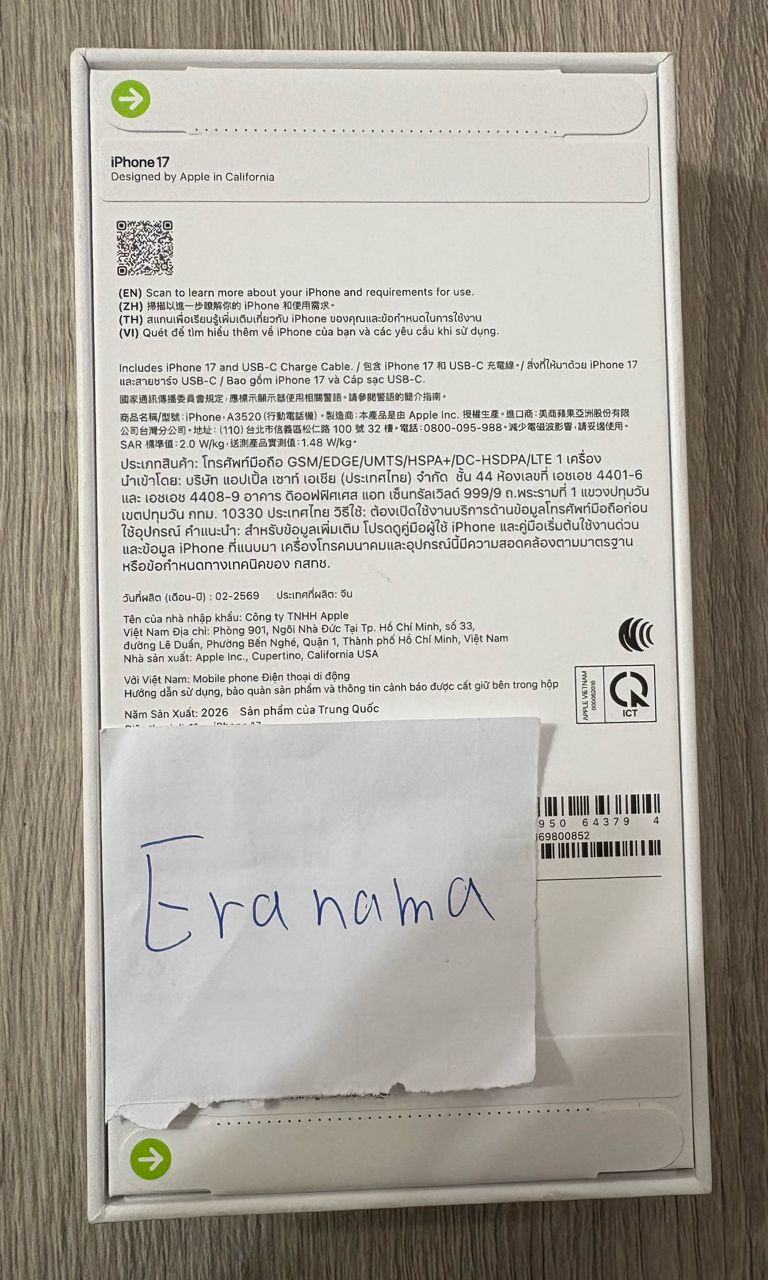 iPhone 17
Designed by Apple in California
(EN) Scan to learn more about your iPhone and requirements for use.
(ZH) 掃描以進一步瞭解你的 iPhone 和使用需求。
(TH) สแกนเพื่อเรียนรู้เพิ่มเติมเกี่ยวกับ iPhone ของคุณและข้อกำหนดในการใช้งาน
(VI) Quét để tìm hiểu thêm về iPhone của bạn và các yêu cầu khi sử dụng.
Includes iPhone 17 and USB-C Charge Cable. / 包含 iPhone 17 和 USB-C 充電線。/ สิ่งที่ให้มาด้วย iPhone 17
และสายชาร์จ USB-C / Bao gồm iPhone 17 và Cáp sạc USB-C.
國家通訊傳播委員會規定，應標示顯示器使用相關警語。請參閱警語的簡介指南。
商品名稱/型號：iPhone，A3520 (行動電話機)。製造商：本產品是由 Apple Inc. 授權生產。進口商：美商蘋果亞洲股份有限
公司台灣分公司。地址：(110) 台北市信義區松仁路 100 號 32 樓。電話：0800-095-988。減少電磁波影響，請妥適使用。
SAR 標準值：2.0 W/kg，送測產品實測值：1.48 W/kg。
ประเภทสินค้า: โทรศัพท์มือถือ GSM/EDGE/UMTS/HSPA+/DC-HSDPA/LTE 1 เครื่อง
นำเข้าโดย: บริษัท แอปเปิ้ล เซาท์ เอเชีย (ประเทศไทย) จำกัด ชั้น 44 ห้องเลขที่ เอชเอช 4401-6
และ เอชเอช 4408-9 อาคาร ดิออฟฟิศเศส แอท เซ็นทรัลเวิลด์ 999/9 ถ.พระรามที่ 1 แขวงปทุมวัน
เขตปทุมวัน กทม. 10330 ประเทศไทย วิธีใช้: ต้องเปิดใช้งานบริการด้านข้อมูลโทรศัพท์มือถือก่อน
ใช้อุปกรณ์ คำแนะนำ: สำหรับข้อมูลเพิ่มเติม โปรดดูคู่มือผู้ใช้ iPhone และคู่มือเริ่มต้นใช้งานด่วน
และข้อมูล iPhone ที่แนบมา เครื่องโทรคมนาคมและอุปกรณ์นี้มีความสอดคล้องตามมาตรฐาน
หรือข้อกำหนดทางเทคนิคของ กสทช.
วันที่ผลิต (เดือน-ปี) : 02-2569 ประเทศที่ผลิต: จีน
Tên của nhà nhập khẩu: Công ty TNHH Apple
Việt Nam Địa chỉ: Phòng 901, Ngôi Nhà Đức Tại Tp. Hồ Chí Minh, số 33,
đường Lê Duẩn, Phường Bến Nghé, Quận 1, Thành phố Hồ Chí Minh, Việt Nam
Nhà sản xuất: Apple Inc., Cupertino, California USA
Với Việt Nam: Mobile phone Điện thoại di động
Hướng dẫn sử dụng, bảo quản sản phẩm và thông tin cảnh báo được cất giữ bên trong hộp
APPLE VIETNAM
000062016
ICT
Năm Sản Xuất: 2026 Sản phẩm của Trung Quốc
950 64379 4
69800852
Eranama